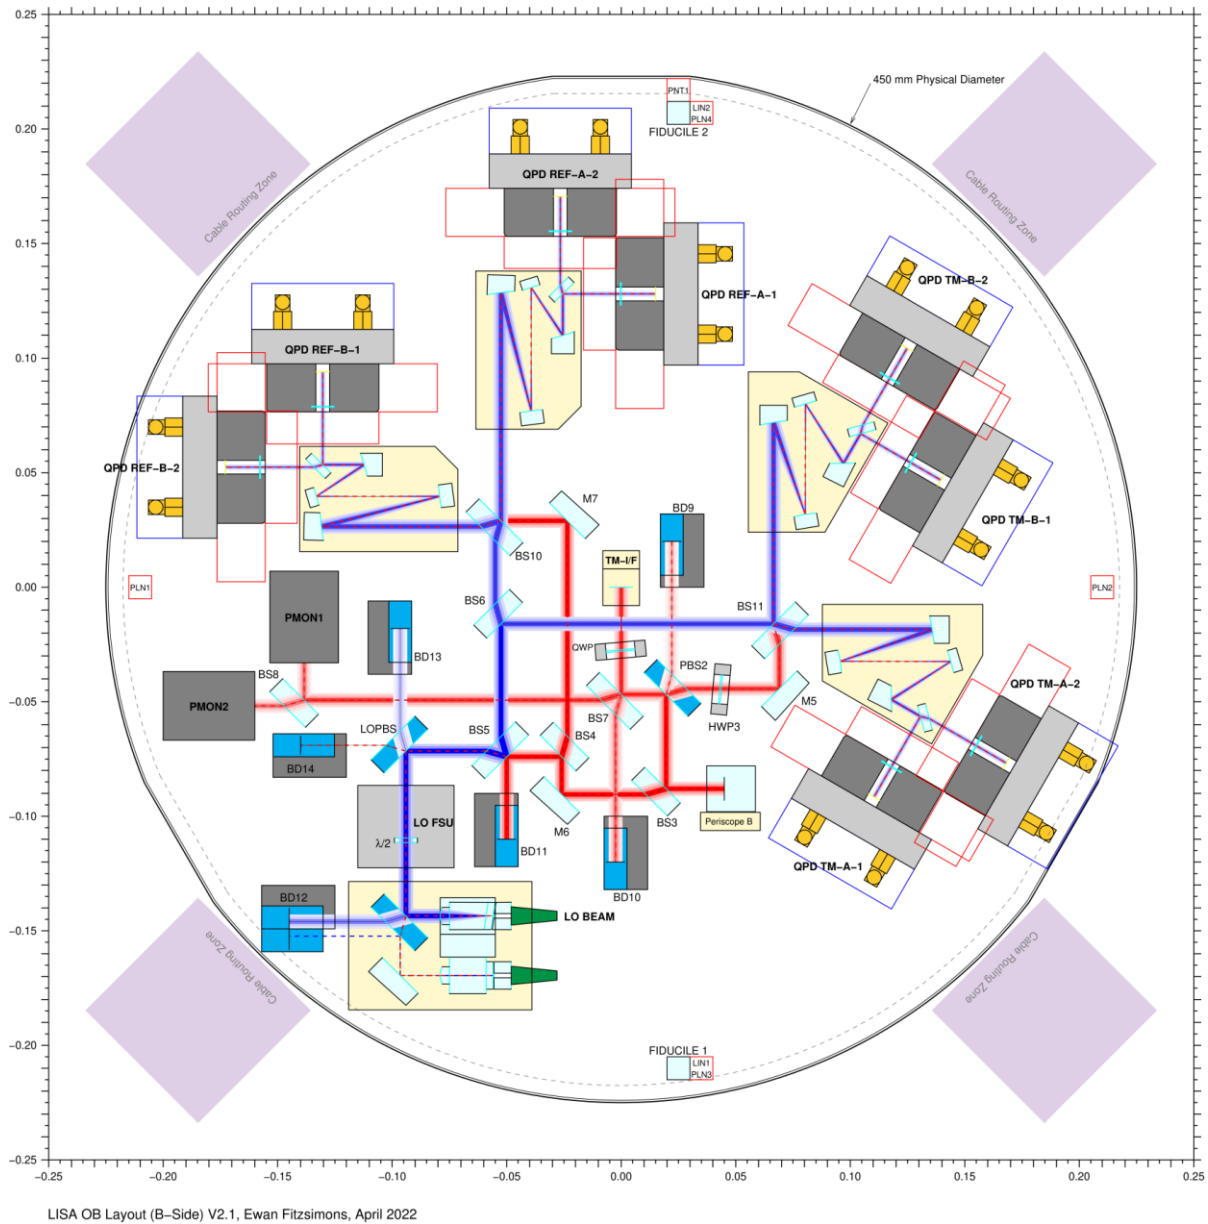 0.25
450 mm Physical Diameter
PNT.1
LIN2
PLN4
FIDUCILE 2
0.20
QPD REF−A−2
Cable Routing Zone
Cable Routing Zone
0.15
QPD TM−B−2
QPD REF−A−1
QPD REF−B−1
0.10
QPD REF−B−2
0.05
M7
BD9
QPD TM−B−1
BS10
TM−I/F
PLN1
PLN2
0.00
BS6
BS11
PMON1
QWP
BD13
PBS2
BS8
QPD TM−A−2
−0.05
PMON2
M5
BS7
HWP3
LOPBS
BS5
BS4
BD14
M6
BS3
Periscope B
−0.10
LO FSU
λ/2
BD11
QPD TM−A−1
BD10
BD12
LO BEAM
−0.15
Cable Routing Zone
Cable Routing Zone
−0.20
FIDUCILE 1
LIN1
PLN3
−0.25
−0.25 −0.20 −0.15 −0.10 −0.05 0.00 0.05 0.10 0.15 0.20 0.25
LISA OB Layout (B−Side) V2.1, Ewan Fitzsimons, April 2022